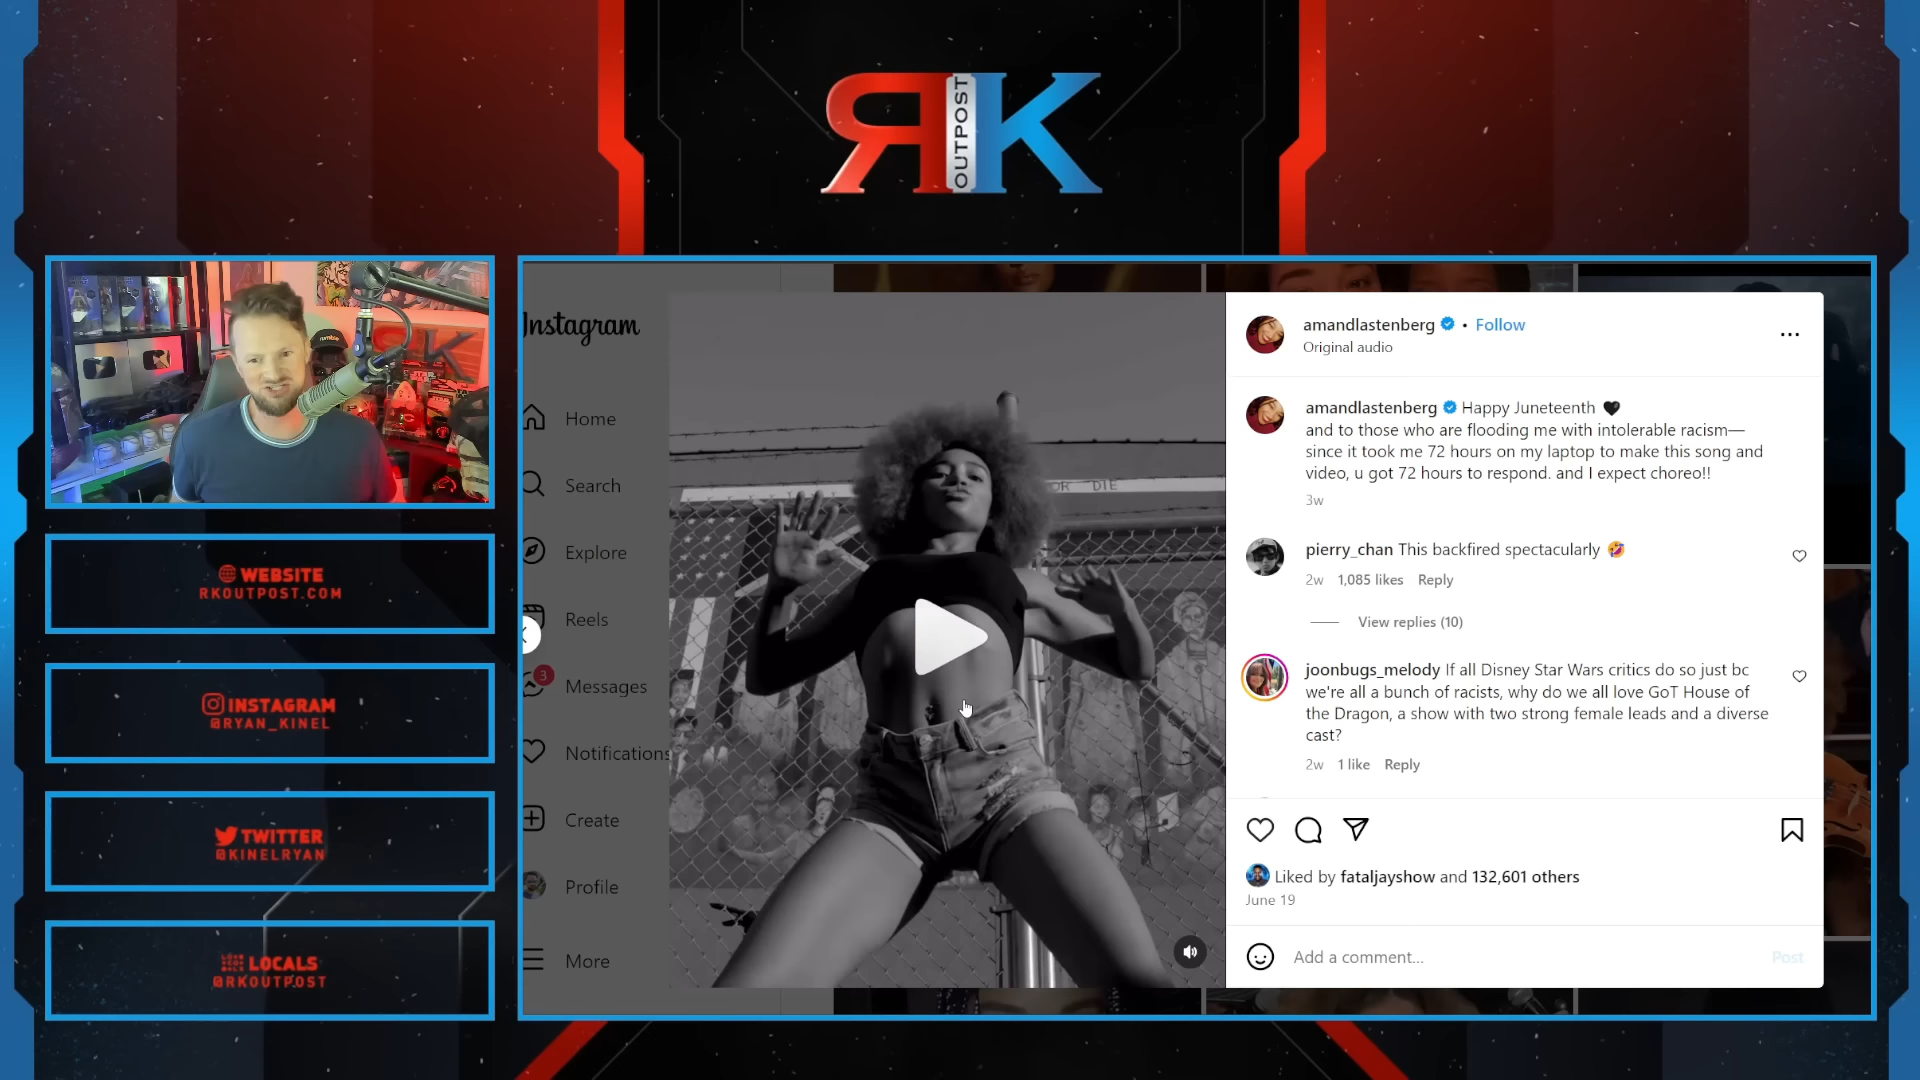 RK
OUTPOST
rumble
RK
WEBSITE
RKOUTPOST.COM
INSTAGRAM
@RYAN_KINEL
TWITTER
@KINELRYAN
LOCALS
@RKOUTPOST
Instagram
Home
Search
Explore
Reels
3
Messages
Notifications
Create
Profile
More
OR DIE
amandlastenberg • Follow
Original audio
...
amandlastenberg Happy Juneteenth 🖤
and to those who are flooding me with intolerable racism—
since it took me 72 hours on my laptop to make this song and
video, u got 72 hours to respond. and I expect choreo!!
3w
pierry_chan This backfired spectacularly 🤣
2w 1,085 likes Reply
View replies (10)
joonbugs_melody If all Disney Star Wars critics do so just bc
we're all a bunch of racists, why do we all love GoT House of
the Dragon, a show with two strong female leads and a diverse
cast?
2w 1 like Reply
Liked by fataljayshow and 132,601 others
June 19
Add a comment...
Post